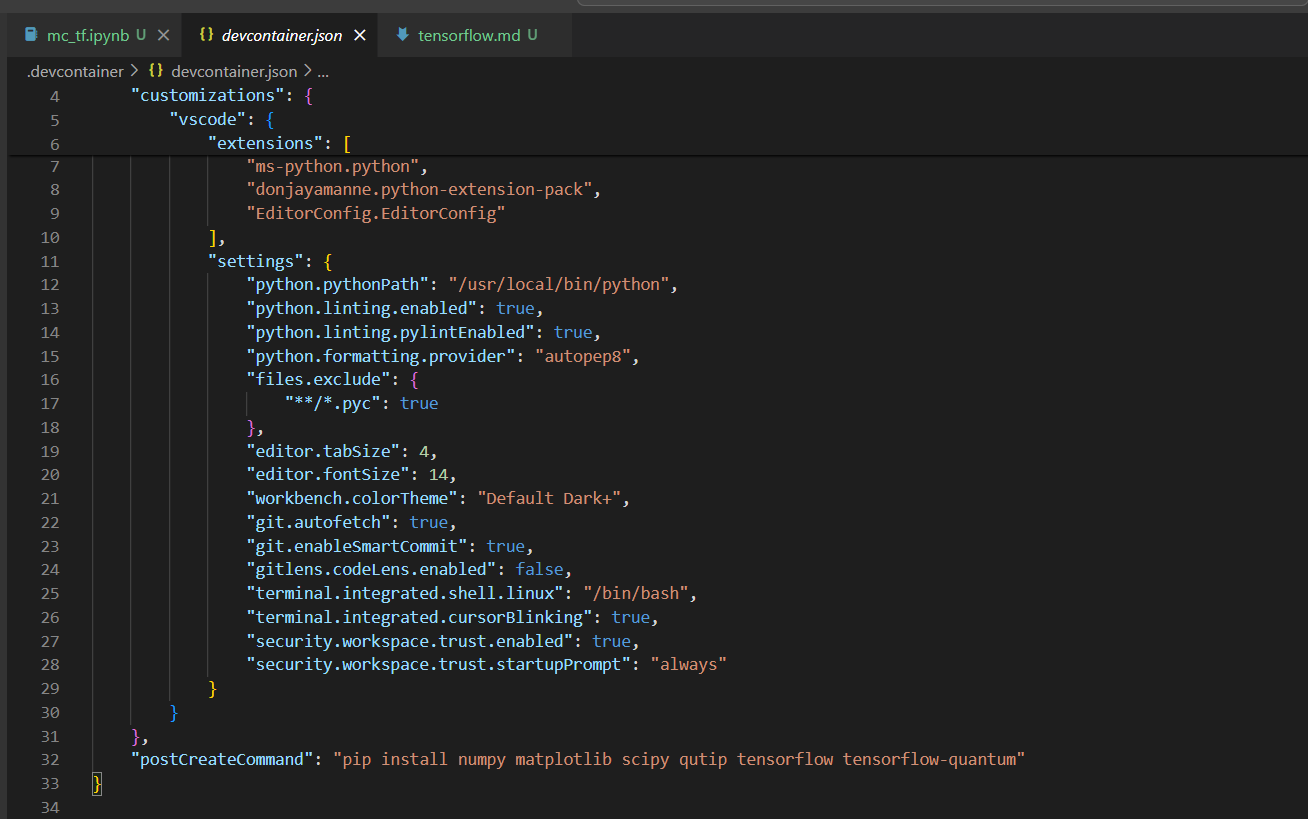 mc_tf.ipynb U
{} devcontainer.json
tensorflow.md U
.devcontainer > {} devcontainer.json > ...
4 "customizations": {
5 "vscode": {
6 "extensions": [
7 "ms-python.python",
8 "donjayamanne.python-extension-pack",
9 "EditorConfig.EditorConfig"
10 ],
11 "settings": {
12 "python.pythonPath": "/usr/local/bin/python",
13 "python.linting.enabled": true,
14 "python.linting.pylintEnabled": true,
15 "python.formatting.provider": "autopep8",
16 "files.exclude": {
17 "**/*.pyc": true
18 },
19 "editor.tabSize": 4,
20 "editor.fontSize": 14,
21 "workbench.colorTheme": "Default Dark+",
22 "git.autofetch": true,
23 "git.enableSmartCommit": true,
24 "gitlens.codeLens.enabled": false,
25 "terminal.integrated.shell.linux": "/bin/bash",
26 "terminal.integrated.cursorBlinking": true,
27 "security.workspace.trust.enabled": true,
28 "security.workspace.trust.startupPrompt": "always"
29 }
30 }
31 },
32 "postCreateCommand": "pip install numpy matplotlib scipy qutip tensorflow tensorflow-quantum"
33 }
34